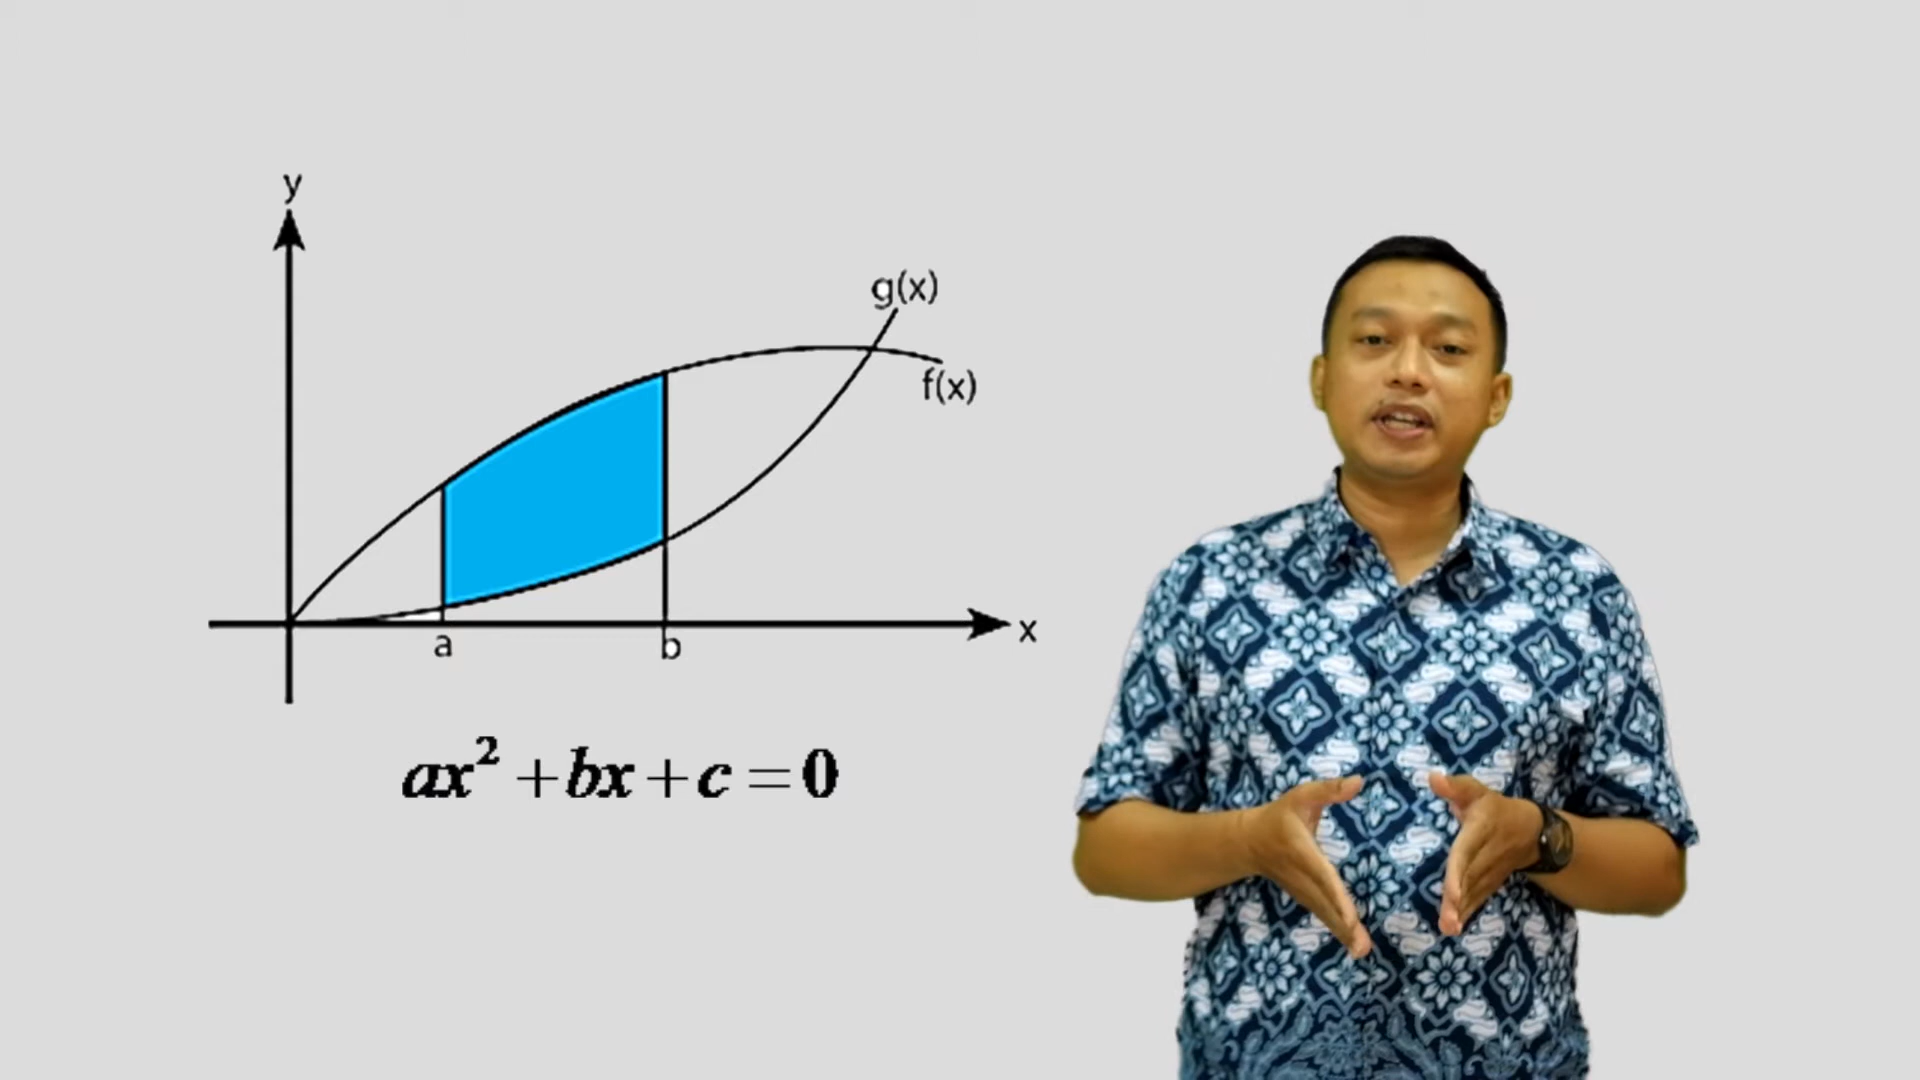 y
g(x)
f(x)
x
a
b
ax² + bx + c = 0